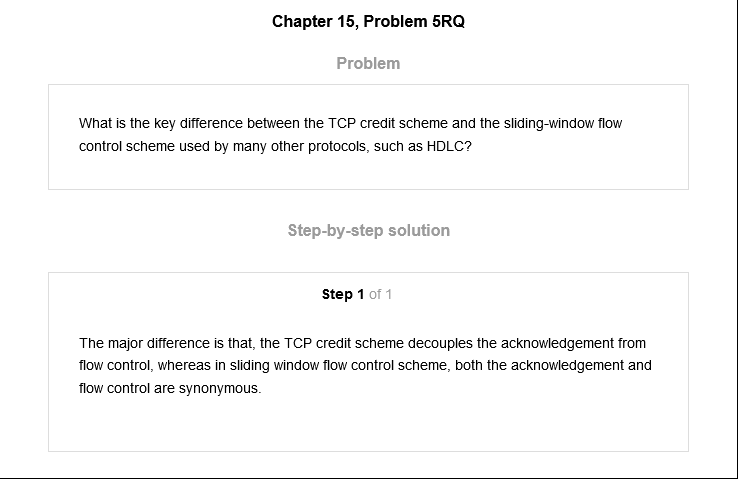 Chapter 15, Problem 5RQ
Problem
What is the key difference between the TCP credit scheme and the sliding-window flow
control scheme used by many other protocols, such as HDLC?
Step-by-step solution
Step 1 of 1
The major difference is that, the TCP credit scheme decouples the acknowledgement from
flow control, whereas in sliding window flow control scheme, both the acknowledgement and
flow control are synonymous.